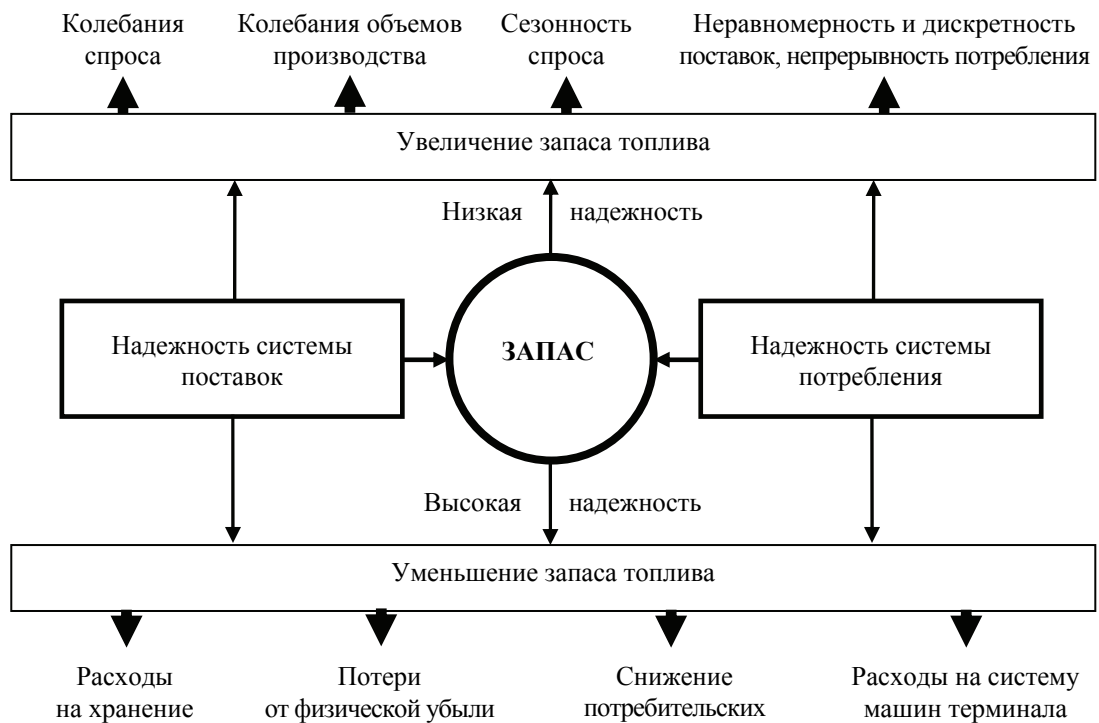 Колебания
спроса
Колебания объемов
производства
Сезонность
спроса
Неравномерность и дискретность
поставок, непрерывность потребления
Увеличение запаса топлива
Низкая надежность
Надежность системы
поставок
ЗАПАС
Надежность системы
потребления
Высокая надежность
Уменьшение запаса топлива
Расходы
на хранение
Потери
от физической убыли
Снижение
потребительских
Расходы на систему
машин терминала